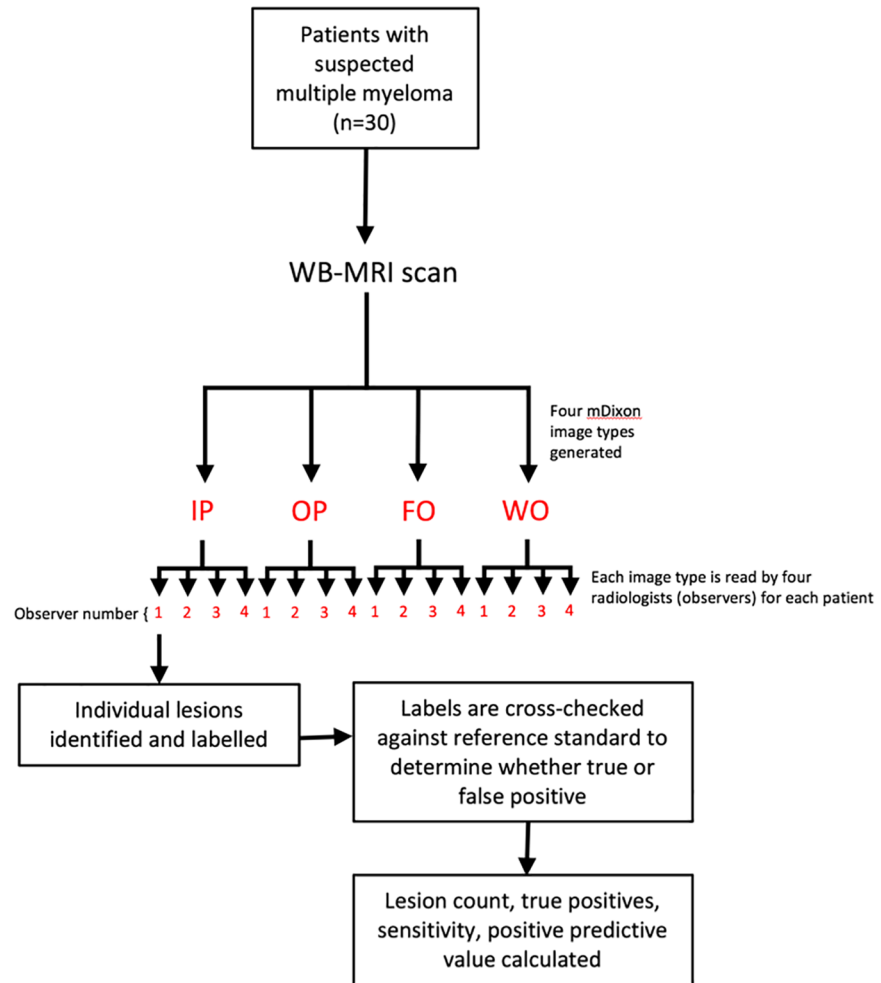 Patients with
suspected
multiple myeloma
(n=30)
WB-MRI scan
Four mDixon
image types
generated
IP OP FO WO
Each image type is read by four
radiologists (observers) for each patient
Observer number { 1 2 3 4 1 2 3 4 1 2 3 4 1 2 3 4
Individual lesions
identified and labelled
Labels are cross-checked
against reference standard to
determine whether true or
false positive
Lesion count, true positives,
sensitivity, positive predictive
value calculated